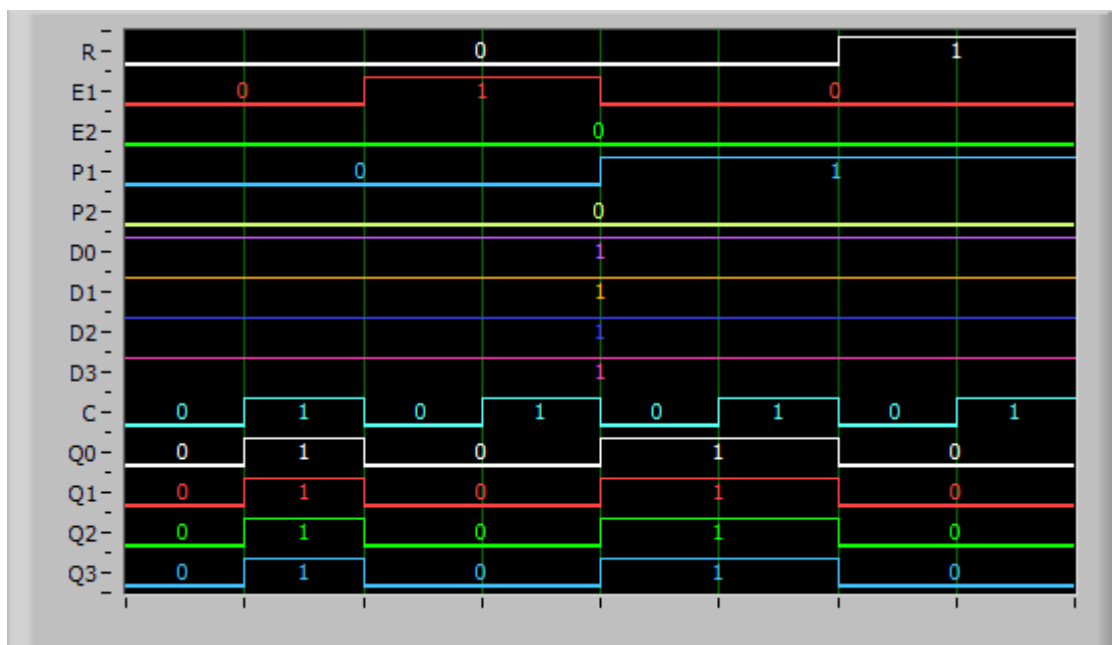 R 0 1
E1 0 1 0
E2 0
P1 0 1
P2 0
D0 1
D1 1
D2 1
D3 1
C 0 1 0 1 0 1 0 1
Q0 0 1 0 1 0
Q1 0 1 0 1 0
Q2 0 1 0 1 0
Q3 0 1 0 1 0